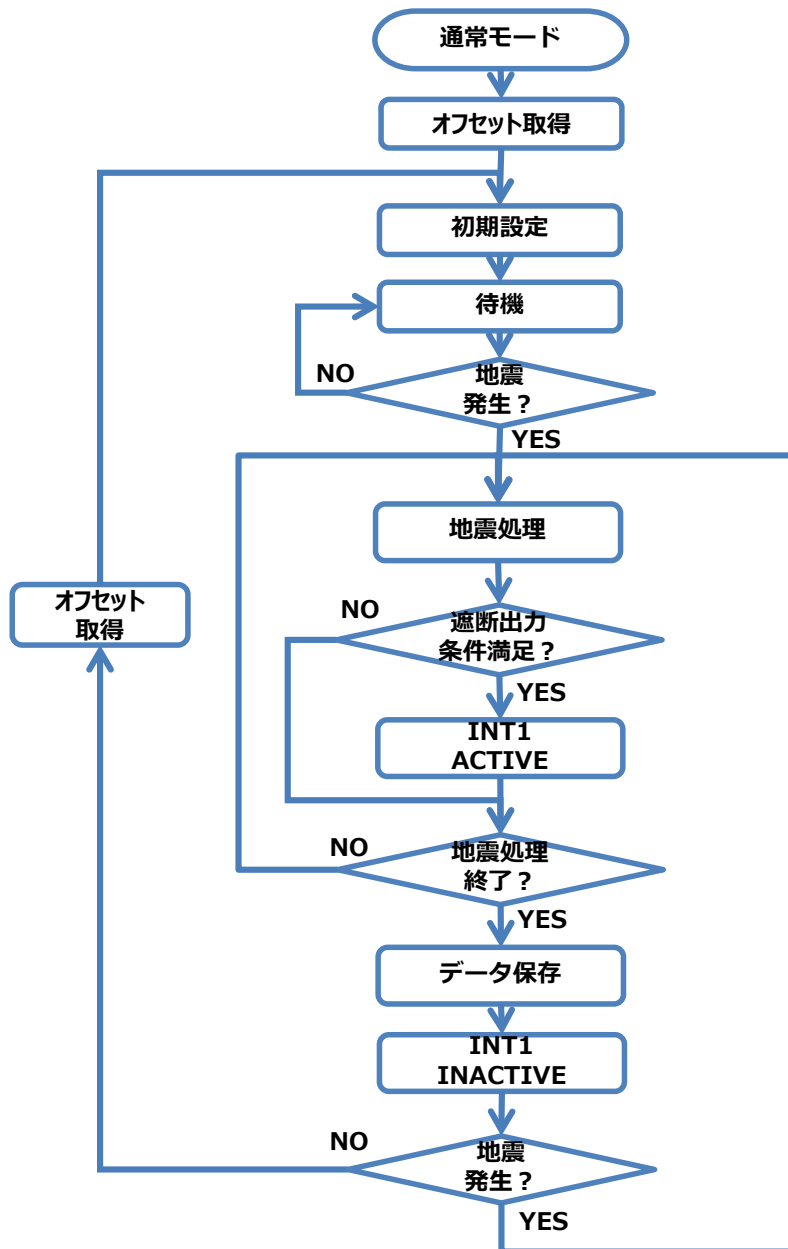 通常モード
オフセット取得
初期設定
待機
NO
地震
発生？
YES
地震処理
オフセット
取得
NO
遮断出力
条件満足？
YES
INT1
ACTIVE
NO
地震処理
終了？
YES
データ保存
INT1
INACTIVE
NO
地震
発生？
YES